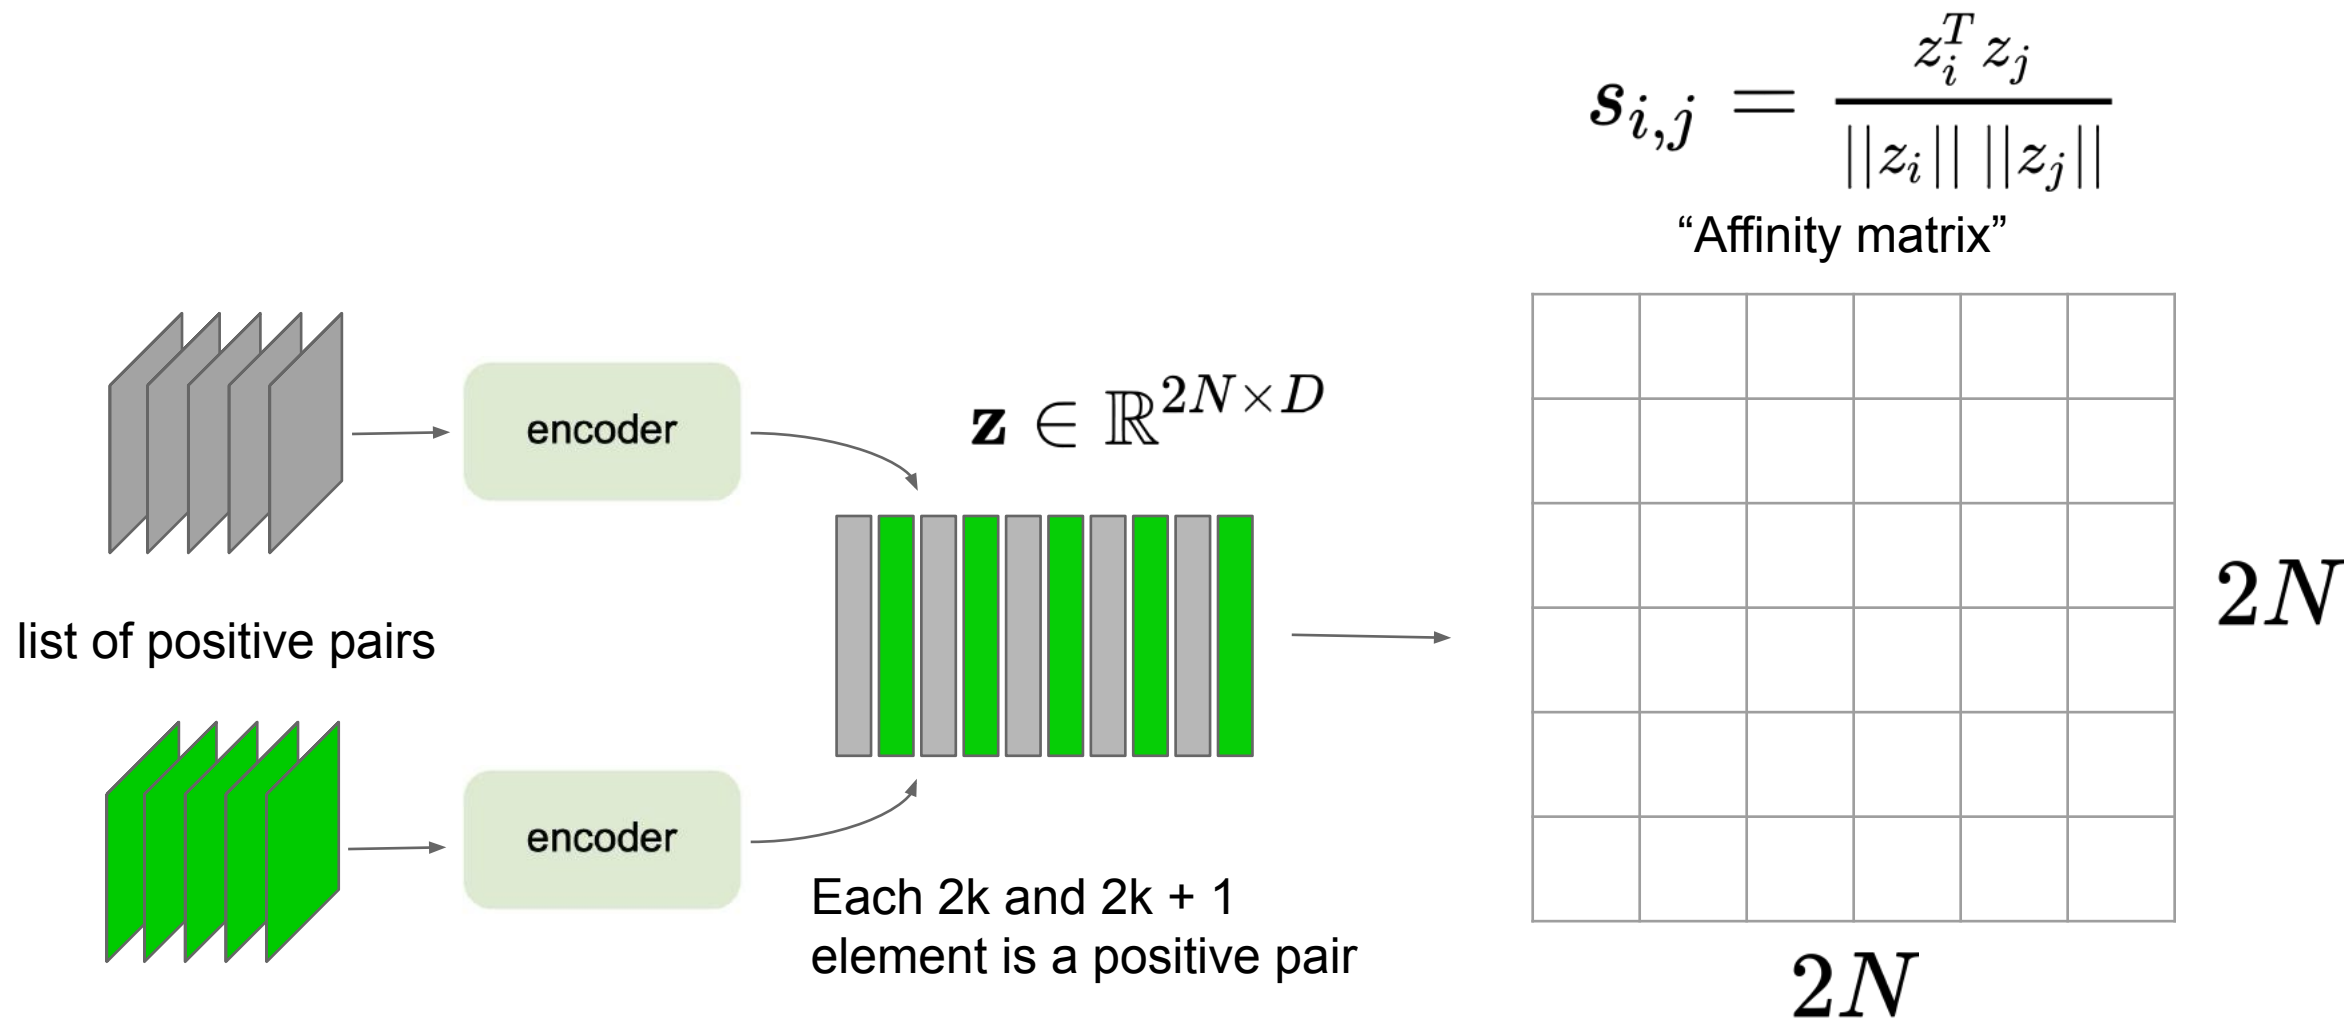 s_{i,j} = \frac{z_i^T z_j}{||z_i|| ||z_j||}
“Affinity matrix”
encoder
z ∈ ℝ^{2N×D}
list of positive pairs
2N
encoder
Each 2k and 2k + 1
element is a positive pair
2N